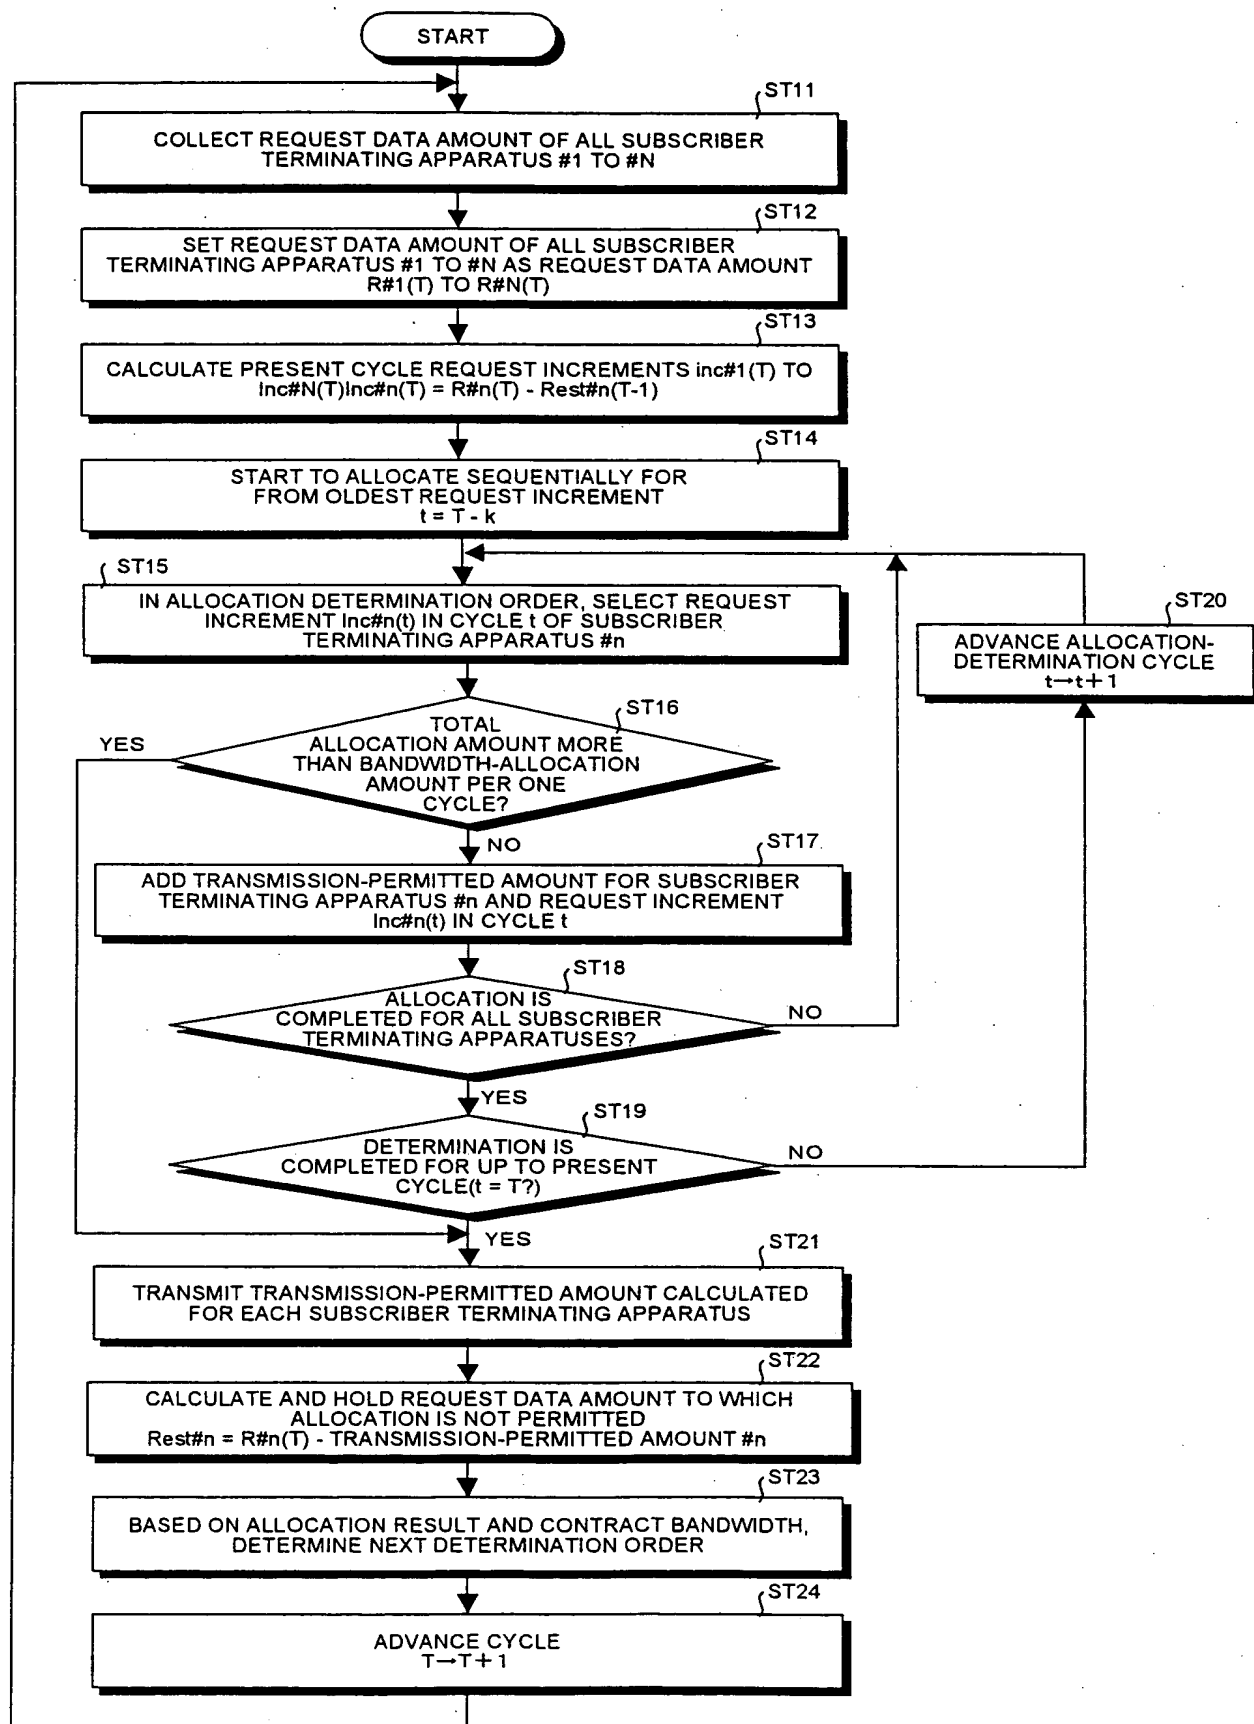 START
ST11
COLLECT REQUEST DATA AMOUNT OF ALL SUBSCRIBER
TERMINATING APPARATUS #1 TO #N
ST12
SET REQUEST DATA AMOUNT OF ALL SUBSCRIBER
TERMINATING APPARATUS #1 TO #N AS REQUEST DATA AMOUNT
R#1(T) TO R#N(T)
ST13
CALCULATE PRESENT CYCLE REQUEST INCREMENTS inc#1(T) TO
Inc#N(T)Inc#n(T) = R#n(T) - Rest#n(T-1)
ST14
START TO ALLOCATE SEQUENTIALLY FOR
FROM OLDEST REQUEST INCREMENT
t = T - k
ST15
IN ALLOCATION DETERMINATION ORDER, SELECT REQUEST
INCREMENT Inc#n(t) IN CYCLE t OF SUBSCRIBER
TERMINATING APPARATUS #n
ST20
ADVANCE ALLOCATION-
DETERMINATION CYCLE
t→t+1
ST16
TOTAL
ALLOCATION AMOUNT MORE
THAN BANDWIDTH-ALLOCATION
AMOUNT PER ONE
CYCLE?
YES
NO
ST17
ADD TRANSMISSION-PERMITTED AMOUNT FOR SUBSCRIBER
TERMINATING APPARATUS #n AND REQUEST INCREMENT
Inc#n(t) IN CYCLE t
ST18
ALLOCATION IS
COMPLETED FOR ALL SUBSCRIBER
TERMINATING APPARATUSES?
NO
YES
ST19
DETERMINATION IS
COMPLETED FOR UP TO PRESENT
CYCLE(t = T?)
NO
YES
ST21
TRANSMIT TRANSMISSION-PERMITTED AMOUNT CALCULATED
FOR EACH SUBSCRIBER TERMINATING APPARATUS
ST22
CALCULATE AND HOLD REQUEST DATA AMOUNT TO WHICH
ALLOCATION IS NOT PERMITTED
Rest#n = R#n(T) - TRANSMISSION-PERMITTED AMOUNT #n
ST23
BASED ON ALLOCATION RESULT AND CONTRACT BANDWIDTH,
DETERMINE NEXT DETERMINATION ORDER
ST24
ADVANCE CYCLE
T→T+1